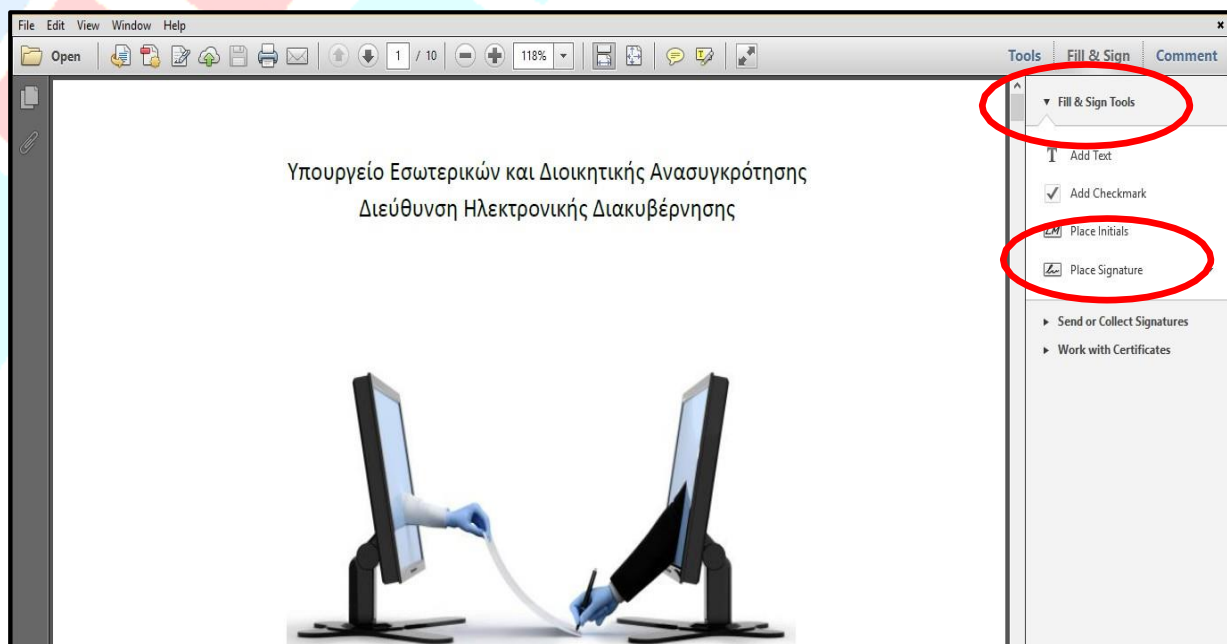 File Edit View Window Help
Open 1 / 10 118% Tools Fill & Sign Comment
Fill & Sign Tools
Add Text
Add Checkmark
Place Initials
Place Signature
Send or Collect Signatures
Work with Certificates
Υπουργείο Εσωτερικών και Διοικητικής Ανασυγκρότησης
Διεύθυνση Ηλεκτρονικής Διακυβέρνησης